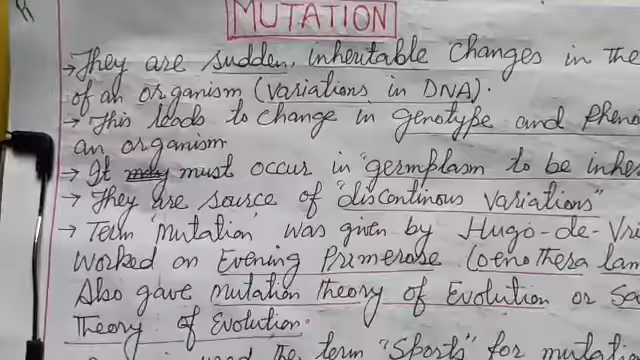 MUTATION
→ They are sudden, inheritable changes in the
of an organism (variations in DNA).
→ This leads to change in genotype and pheno
an organism
→ It must occur in "germplasm to be inhe
→ They are source of "discontinous variations"
→ Term 'mutation' was given by Hugo-de-Vri
worked on Evening Primerose (oenothera lam
Also gave mutation theory of Evolution or Sa
Theory of Evolution.
used the term "Sports" for mutatio